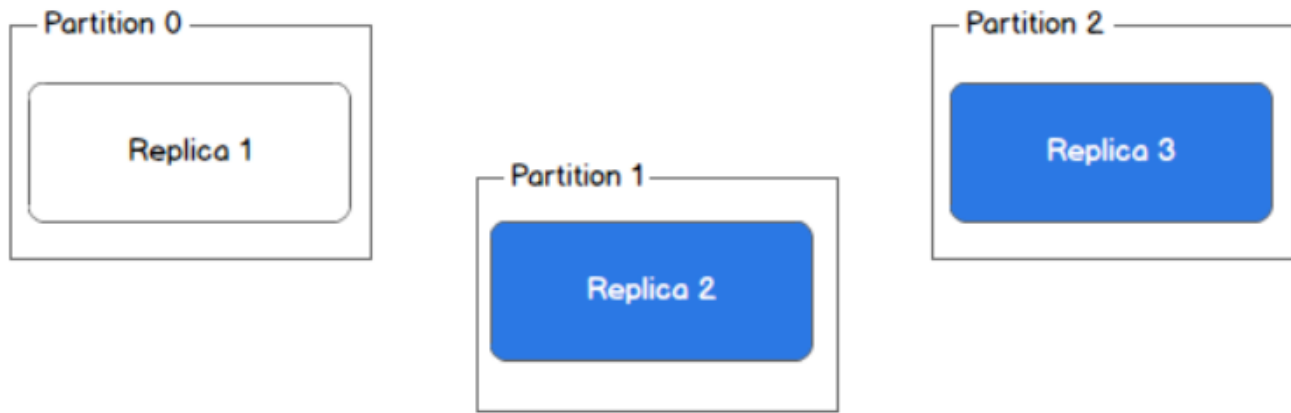 Partition 0
Replica 1
Partition 1
Replica 2
Partition 2
Replica 3